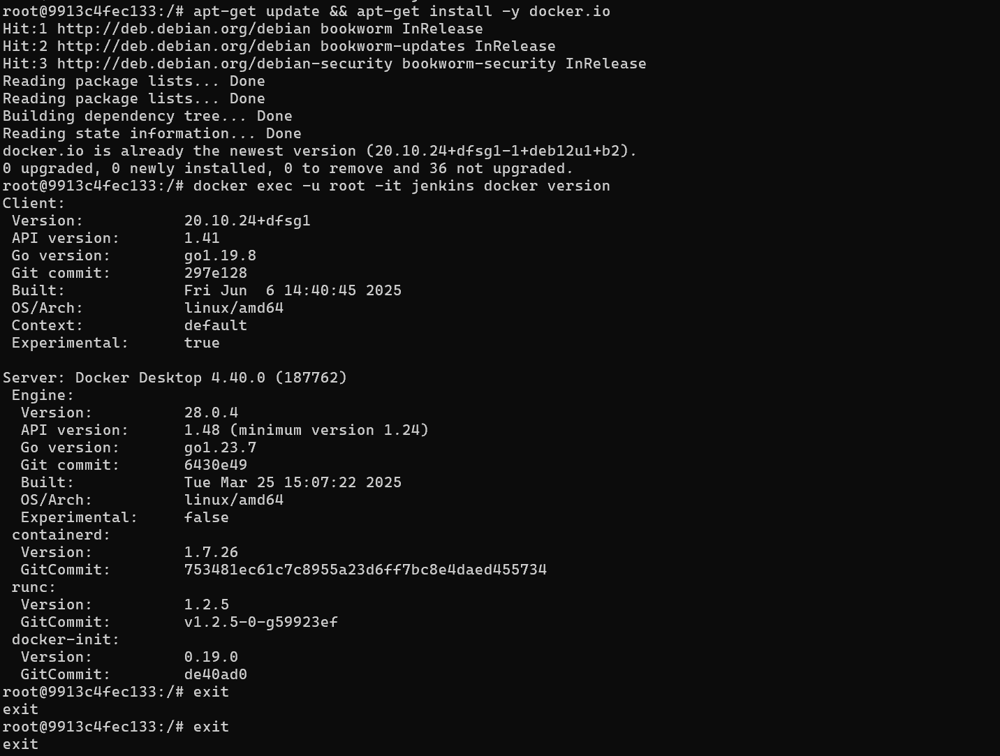 root@9913c4fec133:/# apt-get update && apt-get install -y docker.io
Hit:1 http://deb.debian.org/debian bookworm InRelease
Hit:2 http://deb.debian.org/debian bookworm-updates InRelease
Hit:3 http://deb.debian.org/debian-security bookworm-security InRelease
Reading package lists... Done
Reading package lists... Done
Building dependency tree... Done
Reading state information... Done
docker.io is already the newest version (20.10.24+dfsg1-1+deb12u1+b2).
0 upgraded, 0 newly installed, 0 to remove and 36 not upgraded.
root@9913c4fec133:/# docker exec -u root -it jenkins docker version
Client:
 Version:           20.10.24+dfsg1
 API version:       1.41
 Go version:        go1.19.8
 Git commit:        297e128
 Built:             Fri Jun  6 14:40:45 2025
 OS/Arch:           linux/amd64
 Context:           default
 Experimental:      true

Server: Docker Desktop 4.40.0 (187762)
 Engine:
  Version:          28.0.4
  API version:      1.48 (minimum version 1.24)
  Go version:       go1.23.7
  Git commit:       6430e49
  Built:            Tue Mar 25 15:07:22 2025
  OS/Arch:          linux/amd64
  Experimental:     false
 containerd:
  Version:          1.7.26
  GitCommit:        753481ec61c7c8955a23d6ff7bc8e4daed455734
 runc:
  Version:          1.2.5
  GitCommit:        v1.2.5-0-g59923ef
 docker-init:
  Version:          0.19.0
  GitCommit:        de40ad0
root@9913c4fec133:/# exit
exit
root@9913c4fec133:/# exit
exit